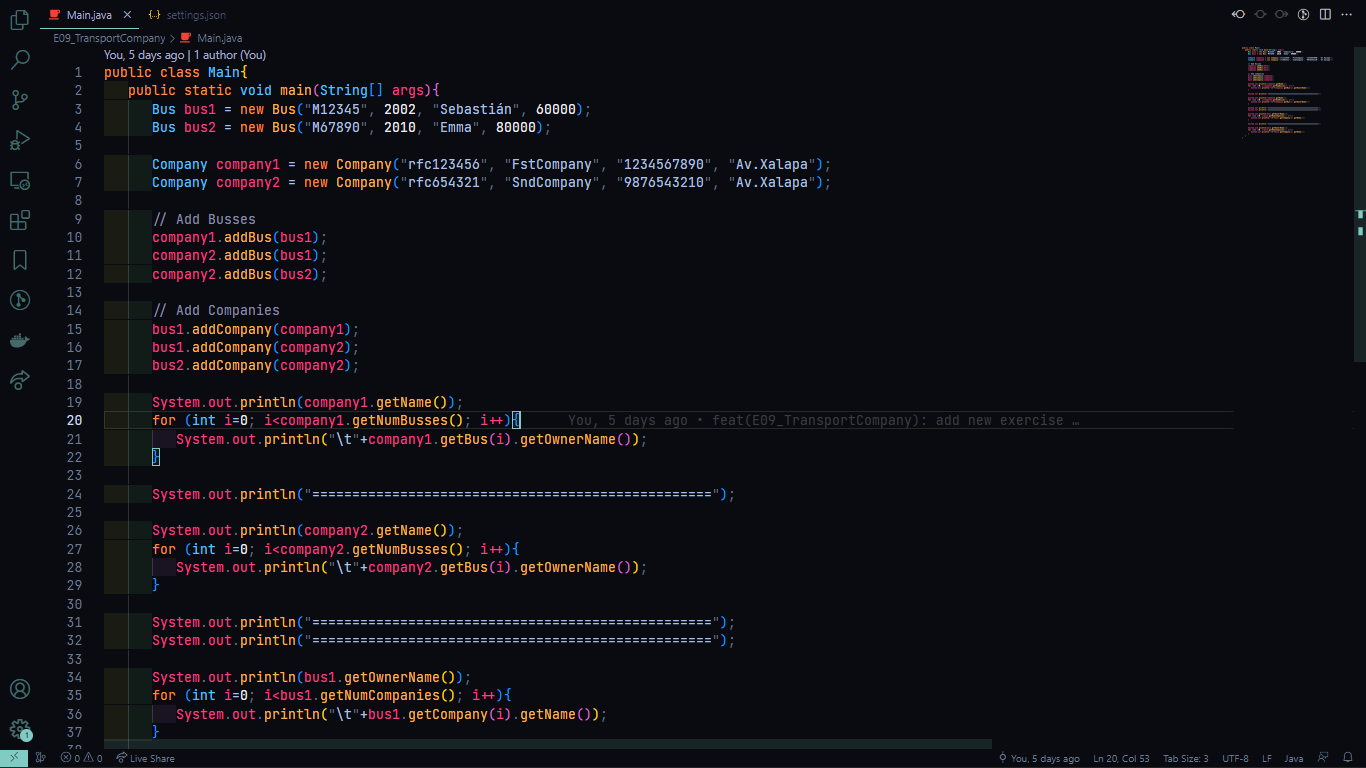 Main.java
settings.json
E09_TransportCompany > Main.java
You, 5 days ago | 1 author (You)
1 public class Main{
2 public static void main(String[] args){
3 Bus bus1 = new Bus("M12345", 2002, "Sebastián", 60000);
4 Bus bus2 = new Bus("M67890", 2010, "Emma", 80000);
5
6 Company company1 = new Company("rfc123456", "FstCompany", "1234567890", "Av.Xalapa");
7 Company company2 = new Company("rfc654321", "SndCompany", "9876543210", "Av.Xalapa");
8
9 // Add Busses
10 company1.addBus(bus1);
11 company2.addBus(bus1);
12 company2.addBus(bus2);
13
14 // Add Companies
15 bus1.addCompany(company1);
16 bus1.addCompany(company2);
17 bus2.addCompany(company2);
18
19 System.out.println(company1.getName());
20 for (int i=0; i<company1.getNumBusses(); i++){ You, 5 days ago • feat(E09_TransportCompany): add new exercise …
21 System.out.println("\t"+company1.getBus(i).getOwnerName());
22 }
23
24 System.out.println("==================================================");
25
26 System.out.println(company2.getName());
27 for (int i=0; i<company2.getNumBusses(); i++){
28 System.out.println("\t"+company2.getBus(i).getOwnerName());
29 }
30
31 System.out.println("==================================================");
32 System.out.println("==================================================");
33
34 System.out.println(bus1.getOwnerName());
35 for (int i=0; i<bus1.getNumCompanies(); i++){
36 System.out.println("\t"+bus1.getCompany(i).getName());
37 }
38
1
0 0 Live Share You, 5 days ago Ln 20, Col 53 Tab Size: 3 UTF-8 LF Java